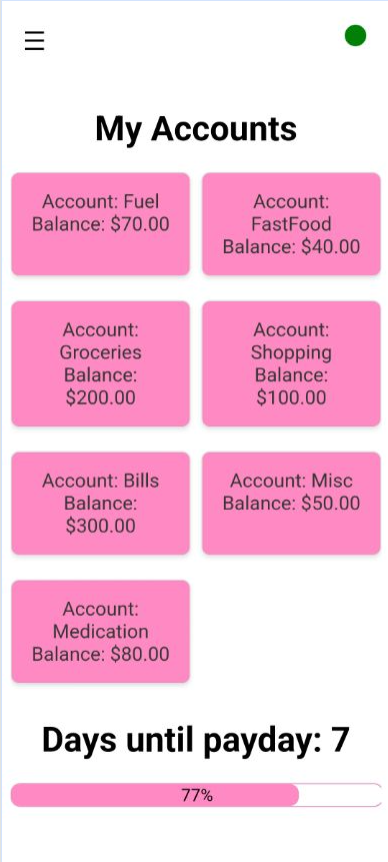 My Accounts
Account: Fuel
Balance: $70.00
Account:
FastFood
Balance: $40.00
Account:
Groceries
Balance:
$200.00
Account:
Shopping
Balance:
$100.00
Account: Bills
Balance:
$300.00
Account: Misc
Balance: $50.00
Account:
Medication
Balance: $80.00
Days until payday: 7
77%